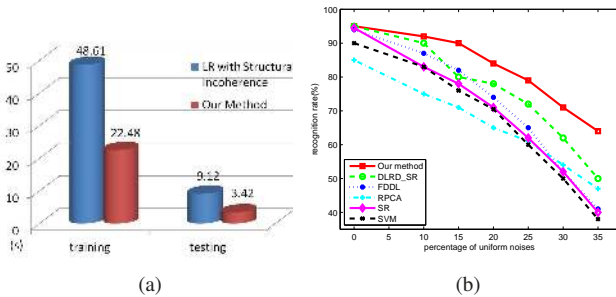 48.61
22.48
9.12
3.42
50
40
30
20
10
0
(s)
training
testing
LR with Structural
Incoherence
Our Method
(a)
100
90
80
70
60
50
40
recognition rate(%)
Our method
DLRD_SR
FDDL
RPCA
SR
SVM
0
5
10
15
20
25
30
35
percentage of uniform noises
(b)